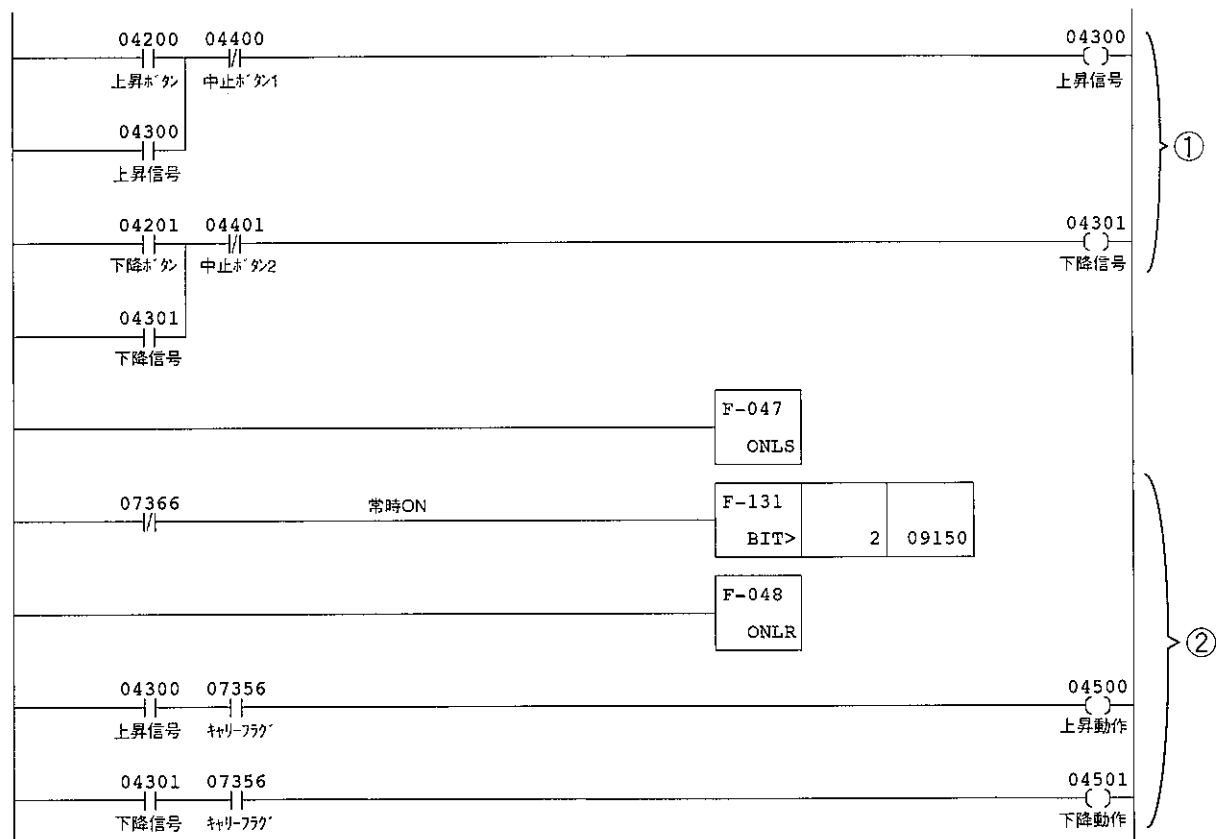 04200 04400 04300
上昇ボタン 中止ボタン1 上昇信号
04300
上昇信号
①
04201 04401 04301
下降ボタン 中止ボタン2 下降信号
04301
下降信号
F-047
ONLS
07366 常時ON F-131
BIT> 2 09150
F-048
ONLR
②
04300 07356 04500
上昇信号 キャリーフラグ 上昇動作
04301 07356 04501
下降信号 キャリーフラグ 下降動作